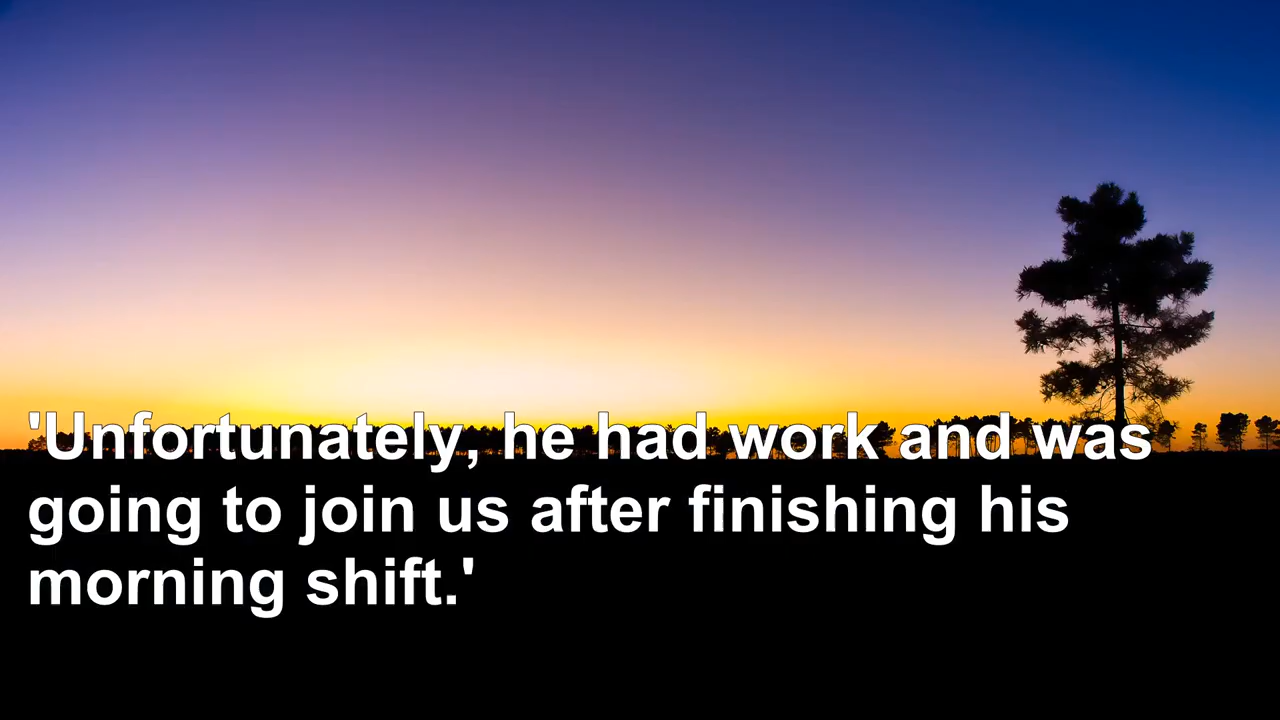 'Unfortunately, he had work and was
going to join us after finishing his
morning shift.'